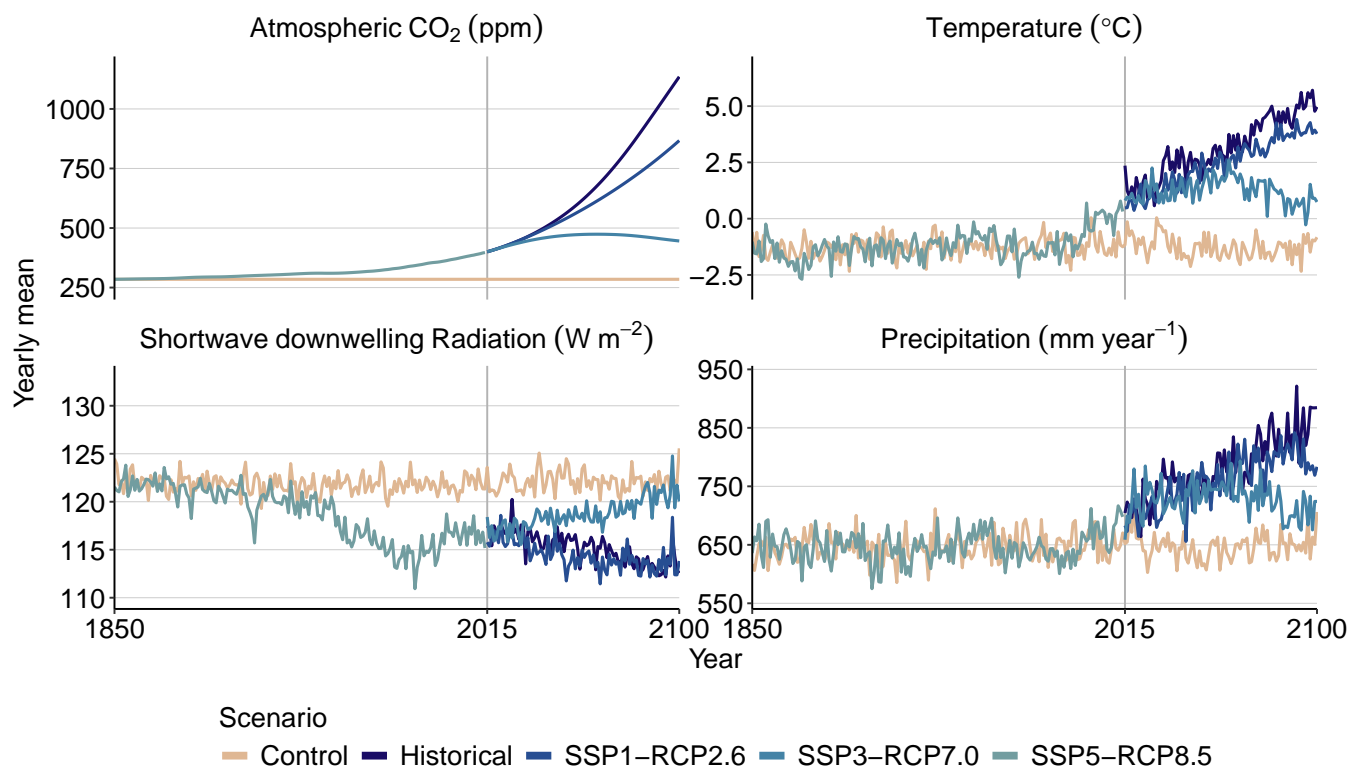 Atmospheric CO₂ (ppm)
Temperature (°C)
1000
750
500
250
5.0
2.5
0.0
−2.5
Yearly mean
Shortwave downwelling Radiation (W m⁻²)
Precipitation (mm year⁻¹)
130
125
120
115
110
950
850
750
650
550
1850 2015 2100
1850 2015 2100
Year
Scenario
Control Historical SSP1−RCP2.6 SSP3−RCP7.0 SSP5−RCP8.5